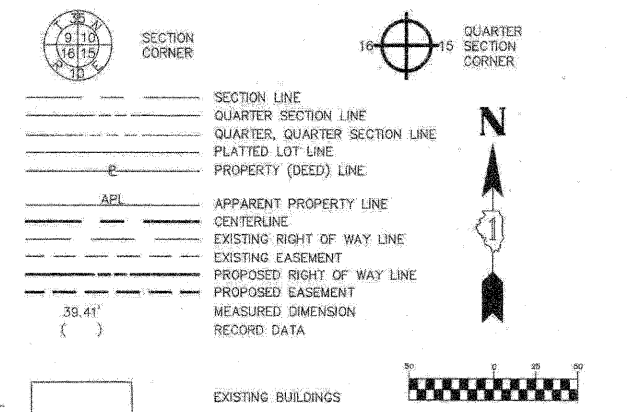 T 36 N
9 10
16 15
R 10 E
SECTION
CORNER
16 15
QUARTER
SECTION
CORNER
SECTION LINE
QUARTER SECTION LINE
QUARTER, QUARTER SECTION LINE
PLATTED LOT LINE
P PROPERTY (DEED) LINE
APL APPARENT PROPERTY LINE
CENTERLINE
EXISTING RIGHT OF WAY LINE
EXISTING EASEMENT
PROPOSED RIGHT OF WAY LINE
PROPOSED EASEMENT
39.41' MEASURED DIMENSION
( ) RECORD DATA
EXISTING BUILDINGS
N
1
50 0 25 50